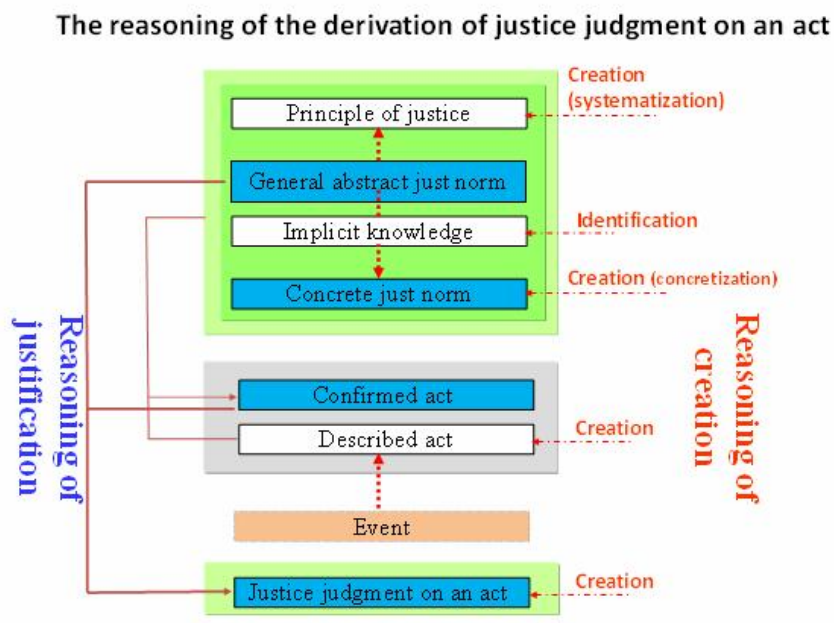 The reasoning of the derivation of justice judgment on an act
Creation
(systematization)
Principle of justice
General abstract just norm
Identification
Implicit knowledge
Creation (concretization)
Concrete just norm
Reasoning of
justification
Reasoning of
creation
Confirmed act
Described act
Creation
Event
Justice judgment on an act
Creation